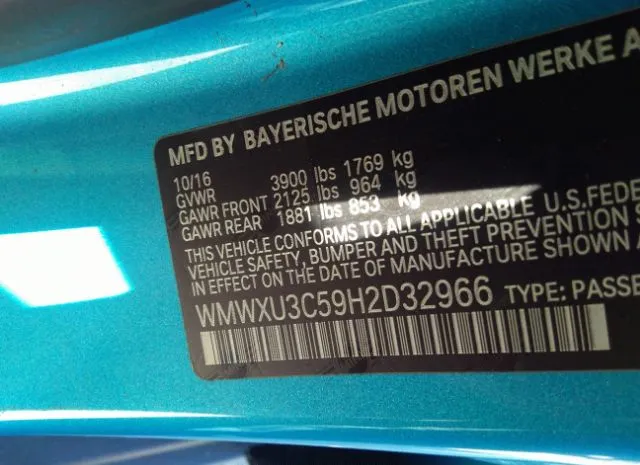 MFD BY BAYERISCHE MOTOREN WERKE A
10/16
GVWR 3900 lbs 1769 kg
GAWR FRONT 2125 lbs 964 kg
GAWR REAR 1881 lbs 853 kg
THIS VEHICLE CONFORMS TO ALL APPLICABLE U.S.FEDE
VEHICLE SAFETY, BUMPER AND THEFT PREVENTION
EFFECT ON THE DATE OF MANUFACTURE SHOWN A
WMWXU3C59H2D32966 TYPE: PASSE